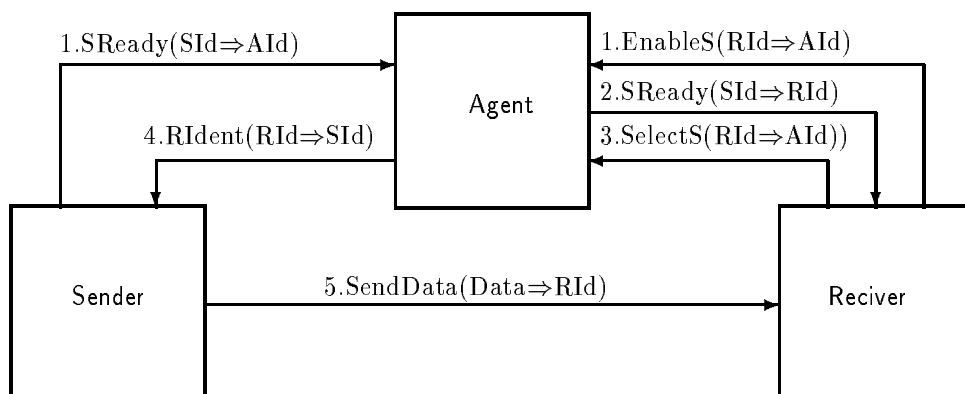 1.SReady(SId⇒AId)
1.EnableS(RId⇒AId)
Agent
2.SReady(SId⇒RId)
4.RIdent(RId⇒SId)
3.SelectS(RId⇒AId))
Sender
5.SendData(Data⇒RId)
Reciver